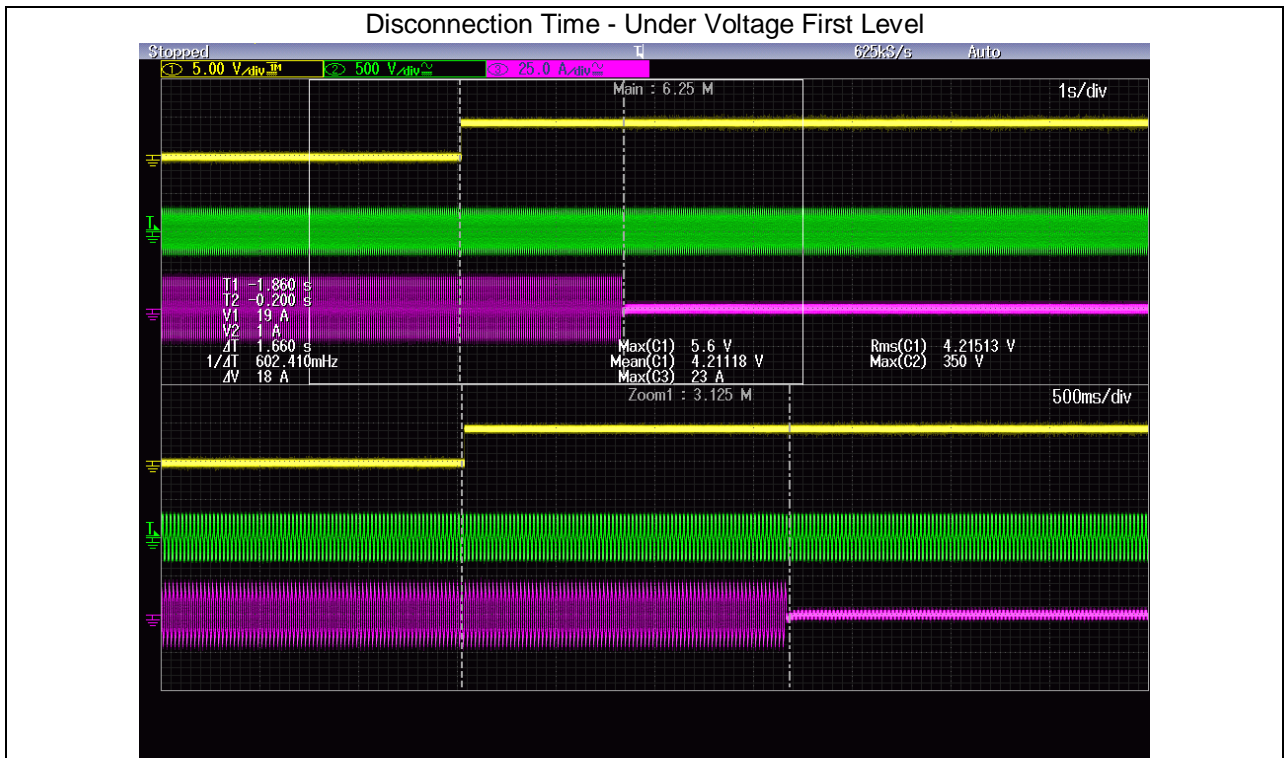 Disconnection Time - Under Voltage First Level
Stopped T 625kS/s Auto
① 5.00 V/div 1M ② 500 V/div ③ 25.0 A/div
Main : 6.25 M 1s/div
T
T1 -1.860 s
T2 -0.200 s
V1 19 A
V2 1 A
ΔT 1.660 s
1/ΔT 602.410mHz
ΔV 18 A
Max(C1) 5.6 V Rms(C1) 4.21513 V
Mean(C1) 4.21118 V Max(C2) 350 V
Max(C3) 23 A
Zoom1 : 3.125 M 500ms/div
T